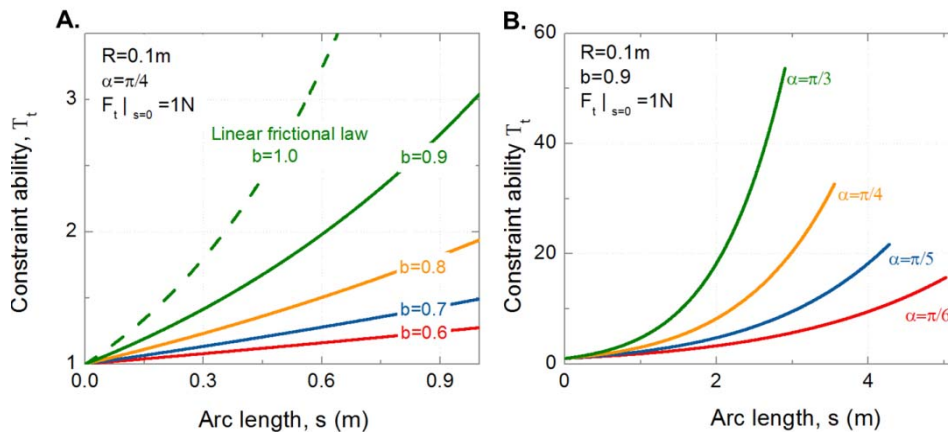 A.
R=0.1m
α=π/4
F_t|_{s=0}=1N
Linear frictional law
b=1.0
b=0.9
b=0.8
b=0.7
b=0.6
Constraint ability, T_t
3
2
1
0.0
0.3
0.6
0.9
Arc length, s (m)
B.
R=0.1m
b=0.9
F_t|_{s=0}=1N
α=π/3
α=π/4
α=π/5
α=π/6
Constraint ability T_t
60
40
20
0
0
2
4
Arc length, s (m)